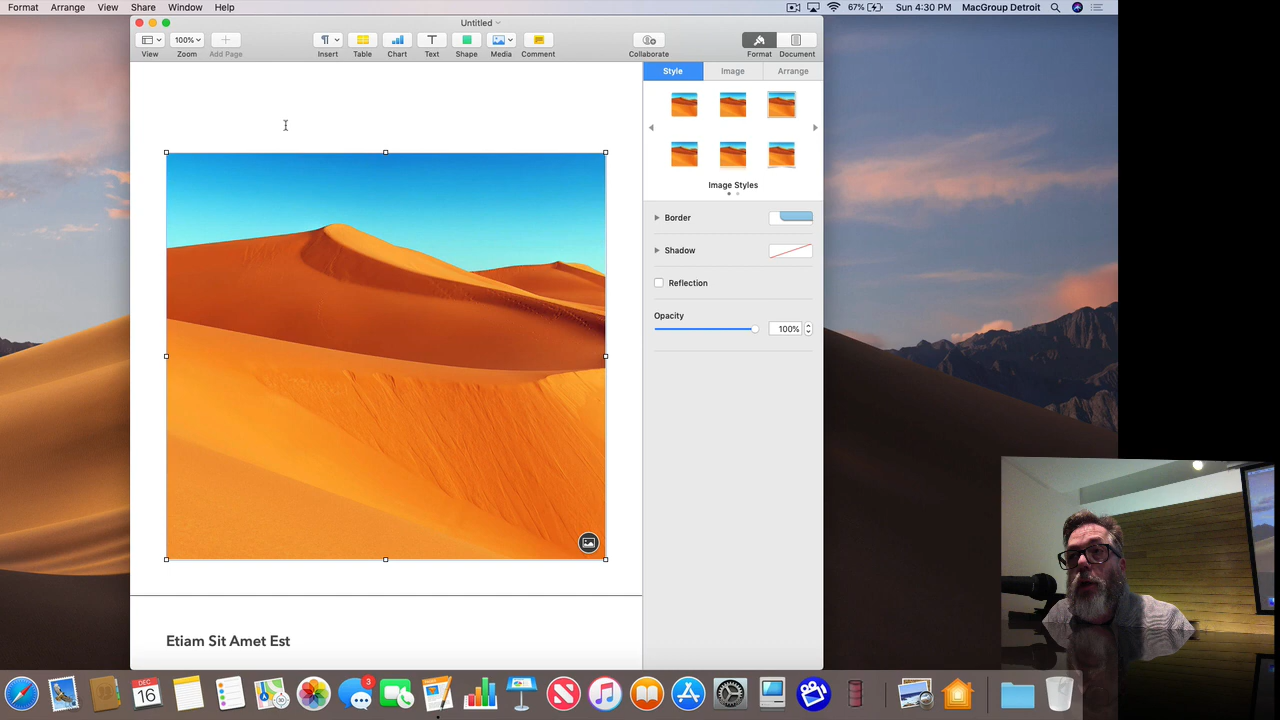 Format Arrange View Share Window Help 67% Sun 4:30 PM MacGroup Detroit
Untitled
100%
View Zoom Add Page Insert Table Chart Text Shape Media Comment Collaborate Format Document
Style Image Arrange
Image Styles
Border
Shadow
Reflection
Opacity
100%
Etiam Sit Amet Est
3
DEC
16